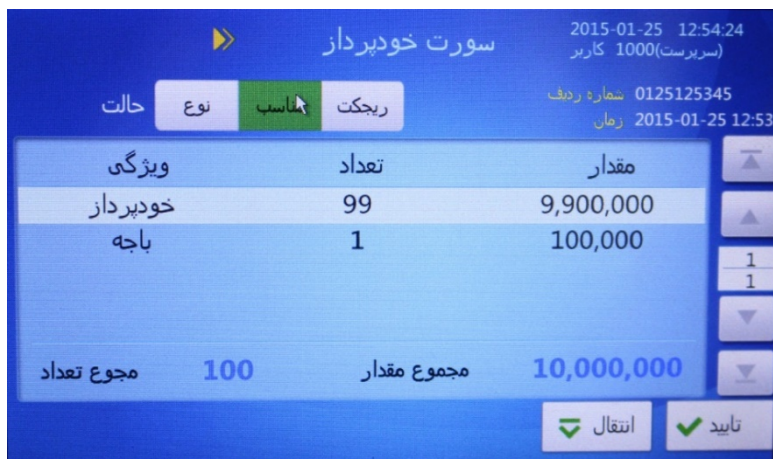 سورت خودپرداز
2015-01-25 12:54:24
کاربر 1000(سرپرست)
حالت نوع مناسب ریجکت
شماره ردیف 0125125345
زمان 2015-01-25 12:53
ویژگی تعداد مقدار
خودپرداز 99 9,900,000
باجه 1 100,000
1
1
مجوع تعداد 100 مجموع مقدار 10,000,000
انتقال تایید